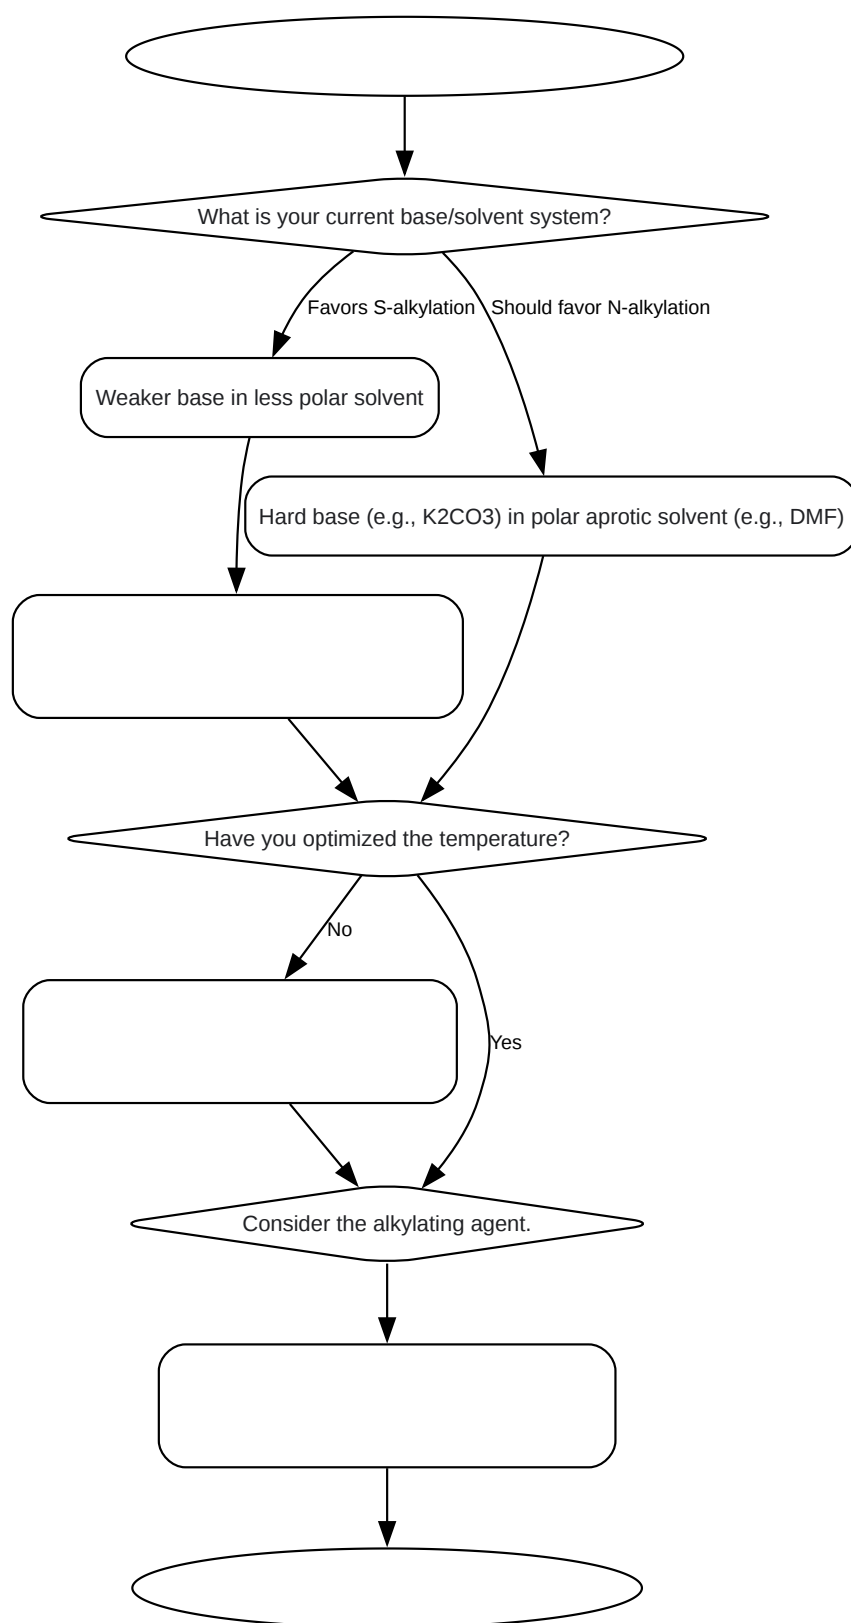 What is your current base/solvent system?
Favors S-alkylation
Should favor N-alkylation
Weaker base in less polar solvent
Hard base (e.g., K2CO3) in polar aprotic solvent (e.g., DMF)
Have you optimized the temperature?
No
Yes
Consider the alkylating agent.